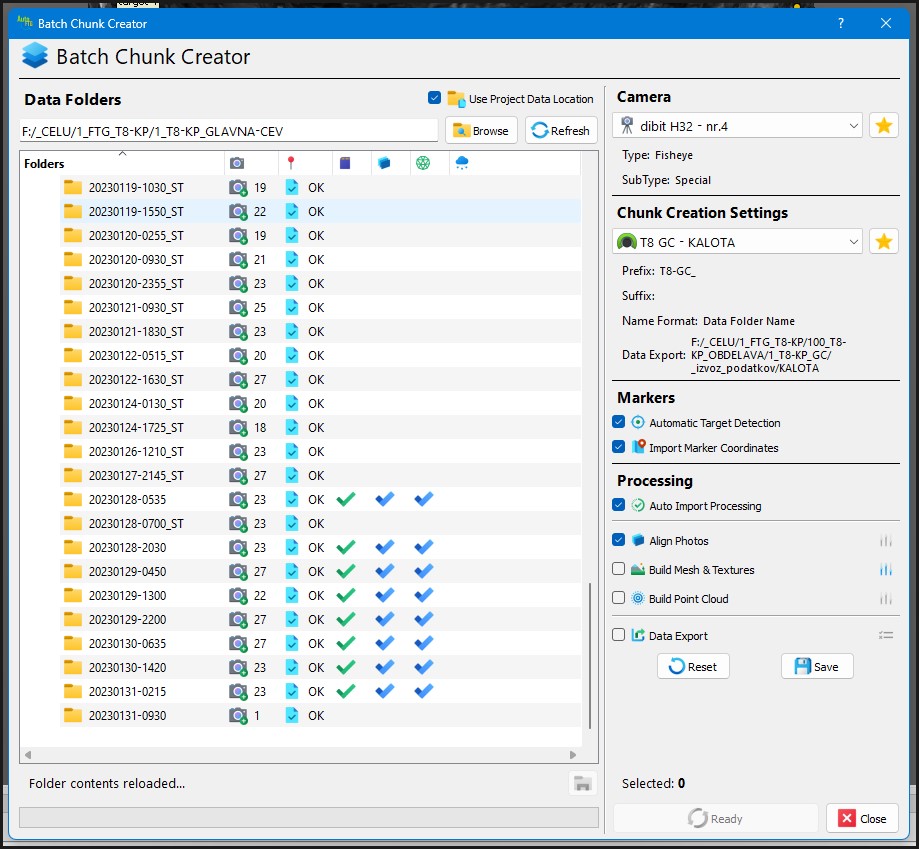 Batch Chunk Creator
?
Batch Chunk Creator
Data Folders
Use Project Data Location
F:/_CELU/1_FTG_T8-KP/1_T8-KP_GLAVNA-CEV
Browse
Refresh
Folders
20230119-1030_ST 19 OK
20230119-1550_ST 22 OK
20230120-0255_ST 19 OK
20230120-0930_ST 21 OK
20230120-2355_ST 23 OK
20230121-0930_ST 25 OK
20230121-1830_ST 23 OK
20230122-0515_ST 20 OK
20230122-1630_ST 27 OK
20230124-0130_ST 20 OK
20230124-1725_ST 18 OK
20230126-1210_ST 23 OK
20230127-2145_ST 27 OK
20230128-0535 23 OK
20230128-0700_ST 23 OK
20230128-2030 23 OK
20230129-0450 27 OK
20230129-1300 22 OK
20230129-2200 27 OK
20230130-0635 27 OK
20230130-1420 23 OK
20230131-0215 23 OK
20230131-0930 1 OK
Folder contents reloaded...
Camera
dibit H32 - nr.4
Type: Fisheye
SubType: Special
Chunk Creation Settings
T8 GC - KALOTA
Prefix: T8-GC_
Suffix:
Name Format: Data Folder Name
Data Export: F:/_CELU/1_FTG_T8-KP/100_T8-
KP_OBDELAVA/1_T8-KP_GC/
_izvoz_podatkov/KALOTA
Markers
Automatic Target Detection
Import Marker Coordinates
Processing
Auto Import Processing
Align Photos
Build Mesh & Textures
Build Point Cloud
Data Export
Reset
Save
Selected: 0
Ready
Close